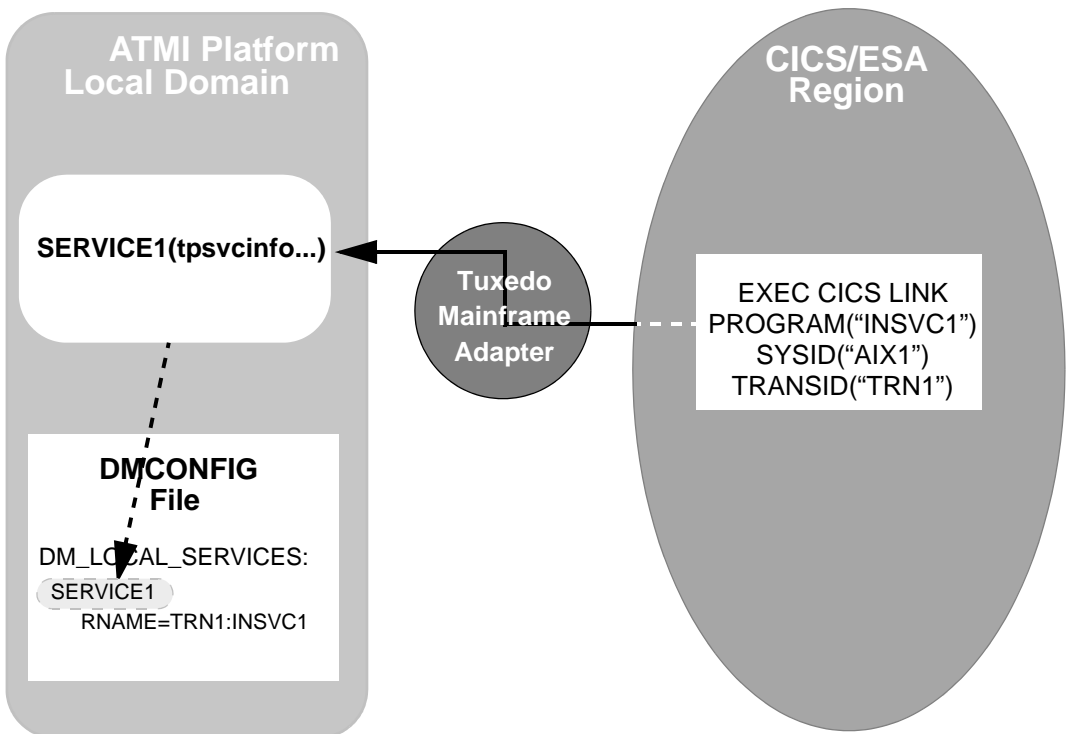 ATMI Platform
Local Domain
SERVICE1(tpsvcinfo...)
DMCONFIG
File
DM_LOCAL_SERVICES:
SERVICE1
RNAME=TRN1:INSVC1
Tuxedo
Mainframe
Adapter
CICS/ESA
Region
EXEC CICS LINK
PROGRAM(“INSVC1”)
SYSID(“AIX1”)
TRANSID(“TRN1”)